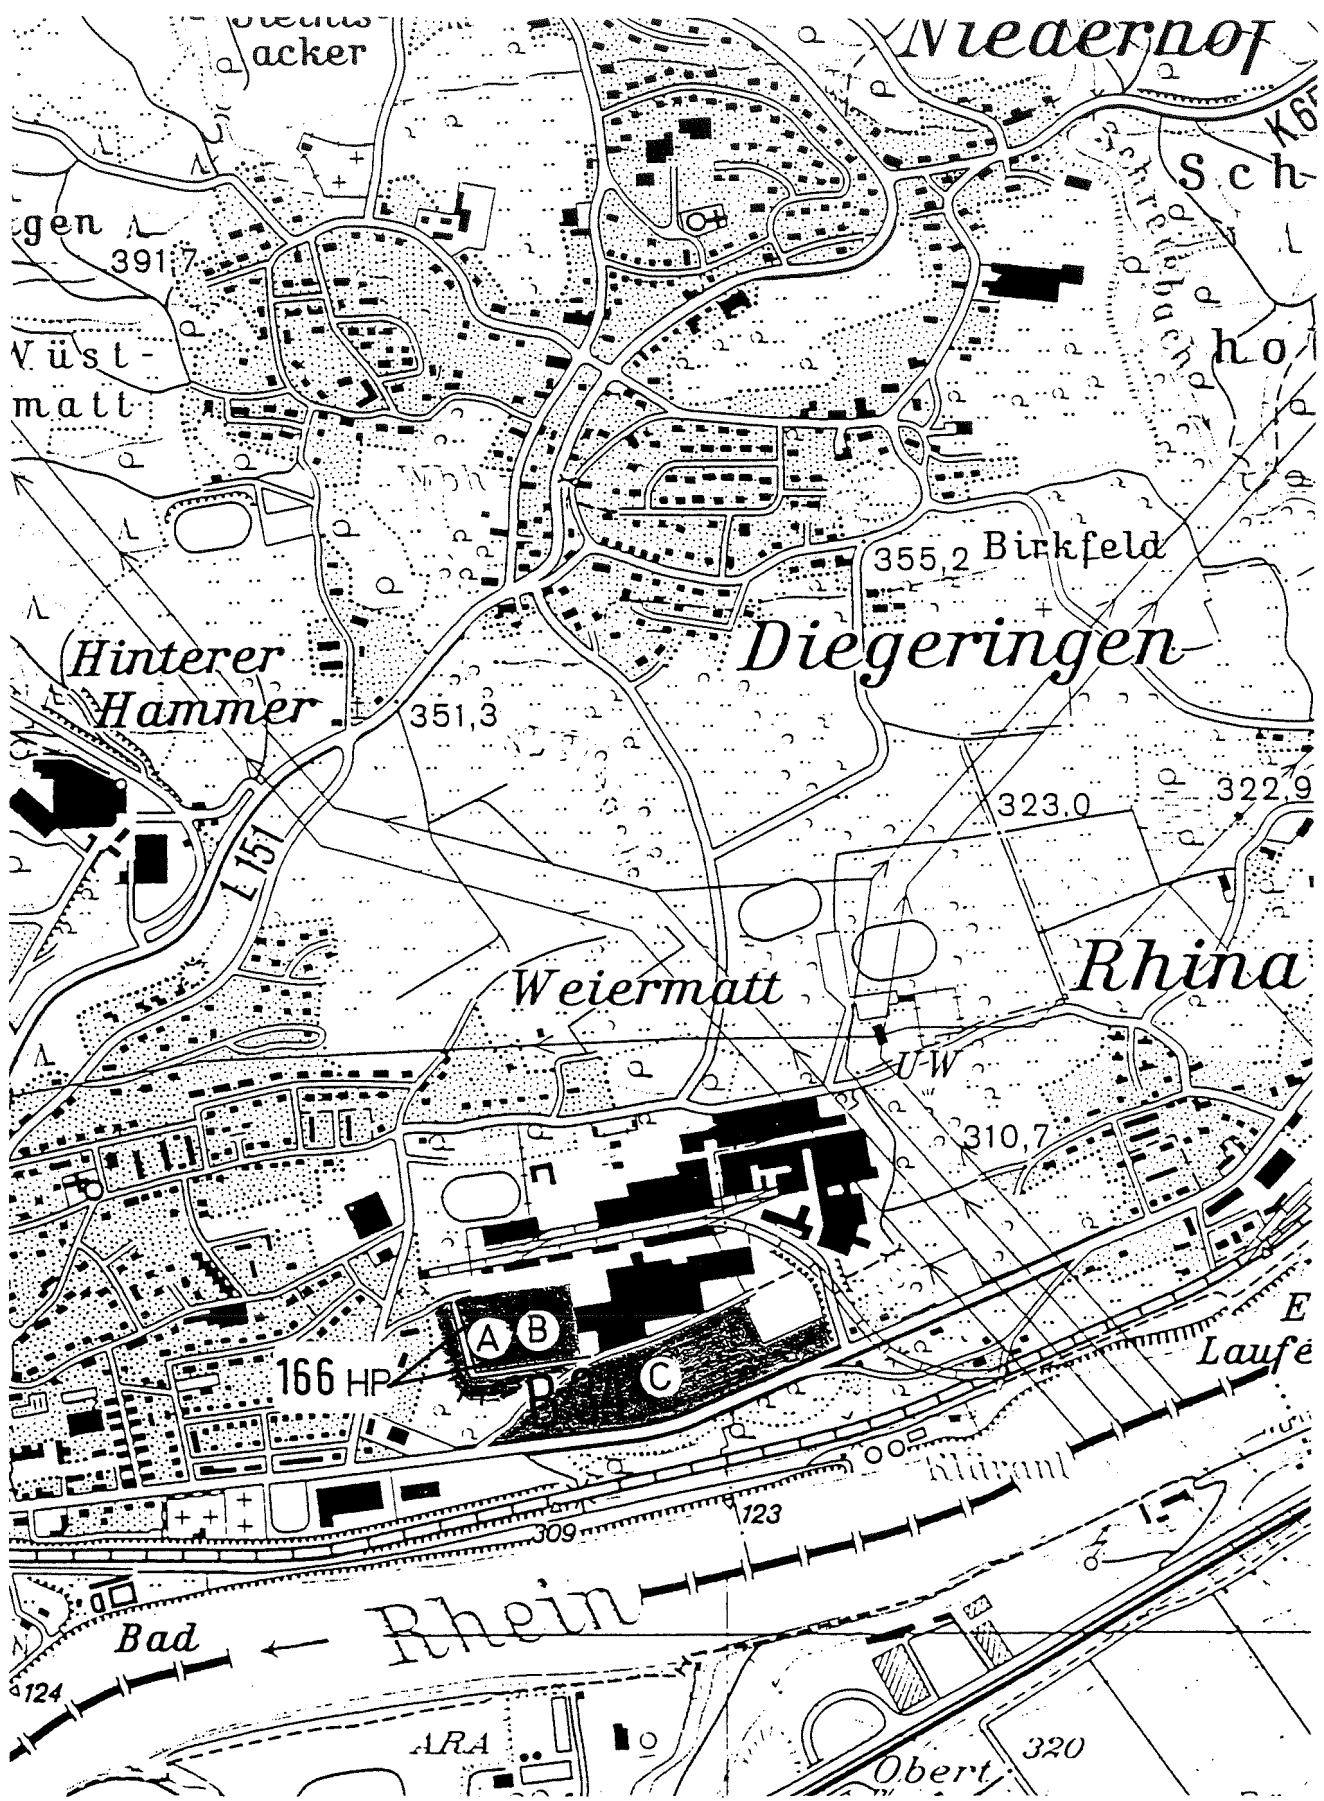 acker
Niederhof
K 65
Sch-
gen
391,7
Wüst-
matt
355,2
Birkfeld
Diegeringen
Hinterer
Hammer
351,3
323,0
322,9
L 151
Rhina
Weiermatt
UW
310,7
A
B
C
166 HP
Laufe
Kläranl
123
309
Rhein
Bad
124
ARA
320
Obert